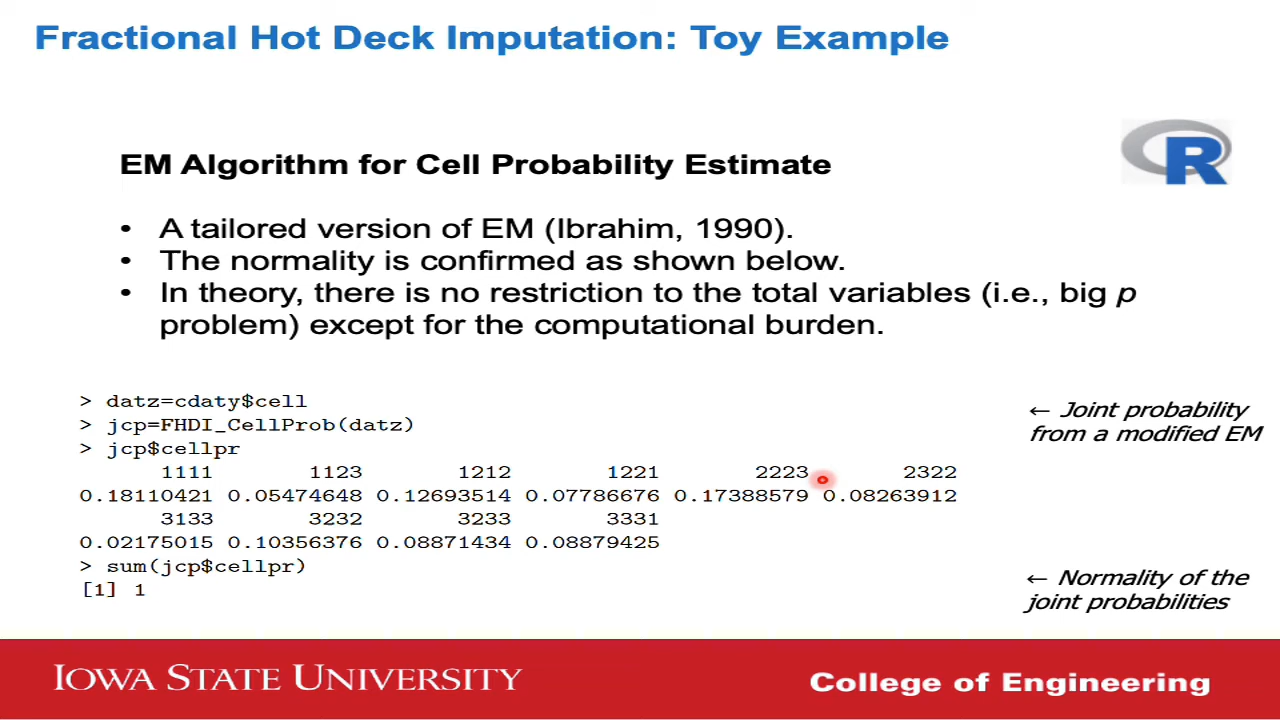 Fractional Hot Deck Imputation: Toy Example
R
EM Algorithm for Cell Probability Estimate
• A tailored version of EM (Ibrahim, 1990).
• The normality is confirmed as shown below.
• In theory, there is no restriction to the total variables (i.e., big p
problem) except for the computational burden.
> datz=cdaty$cell
> jcp=FHDI_CellProb(datz)
> jcp$cellpr
1111 1123 1212 1221 2223 2322
0.18110421 0.05474648 0.12693514 0.07786676 0.17388579 0.08263912
3133 3232 3233 3331
0.02175015 0.10356376 0.08871434 0.08879425
> sum(jcp$cellpr)
[1] 1
← Joint probability
from a modified EM
← Normality of the
joint probabilities
IOWA STATE UNIVERSITY
College of Engineering